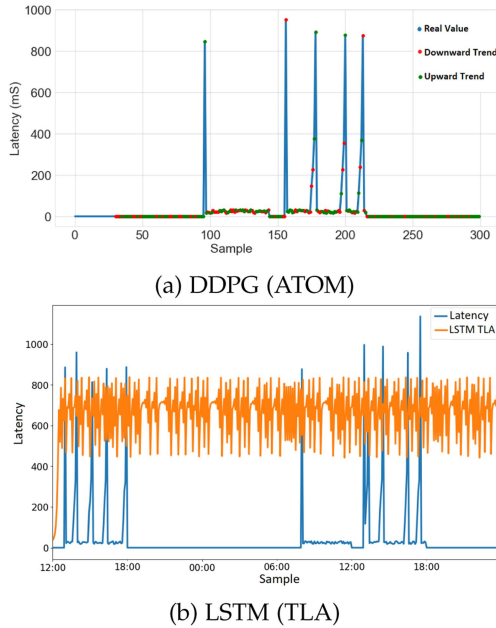 1000
800
600
400
200
0
Latency (mS)
Real Value
Downward Trend
Upward Trend
0 50 100 150 200 250 300
Sample
(a) DDPG (ATOM)
1000
800
600
400
200
0
Latency
Latency
LSTM TLA
12:00 18:00 00:00 06:00 12:00 18:00
Sample
(b) LSTM (TLA)